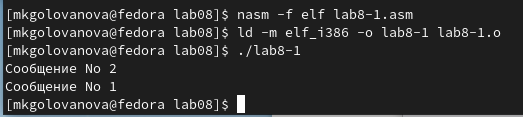 [mkgolovanova@fedora lab08]$ nasm -f elf lab8-1.asm
[mkgolovanova@fedora lab08]$ ld -m elf_i386 -o lab8-1 lab8-1.o
[mkgolovanova@fedora lab08]$ ./lab8-1
Сообщение No 2
Сообщение No 1
[mkgolovanova@fedora lab08]$